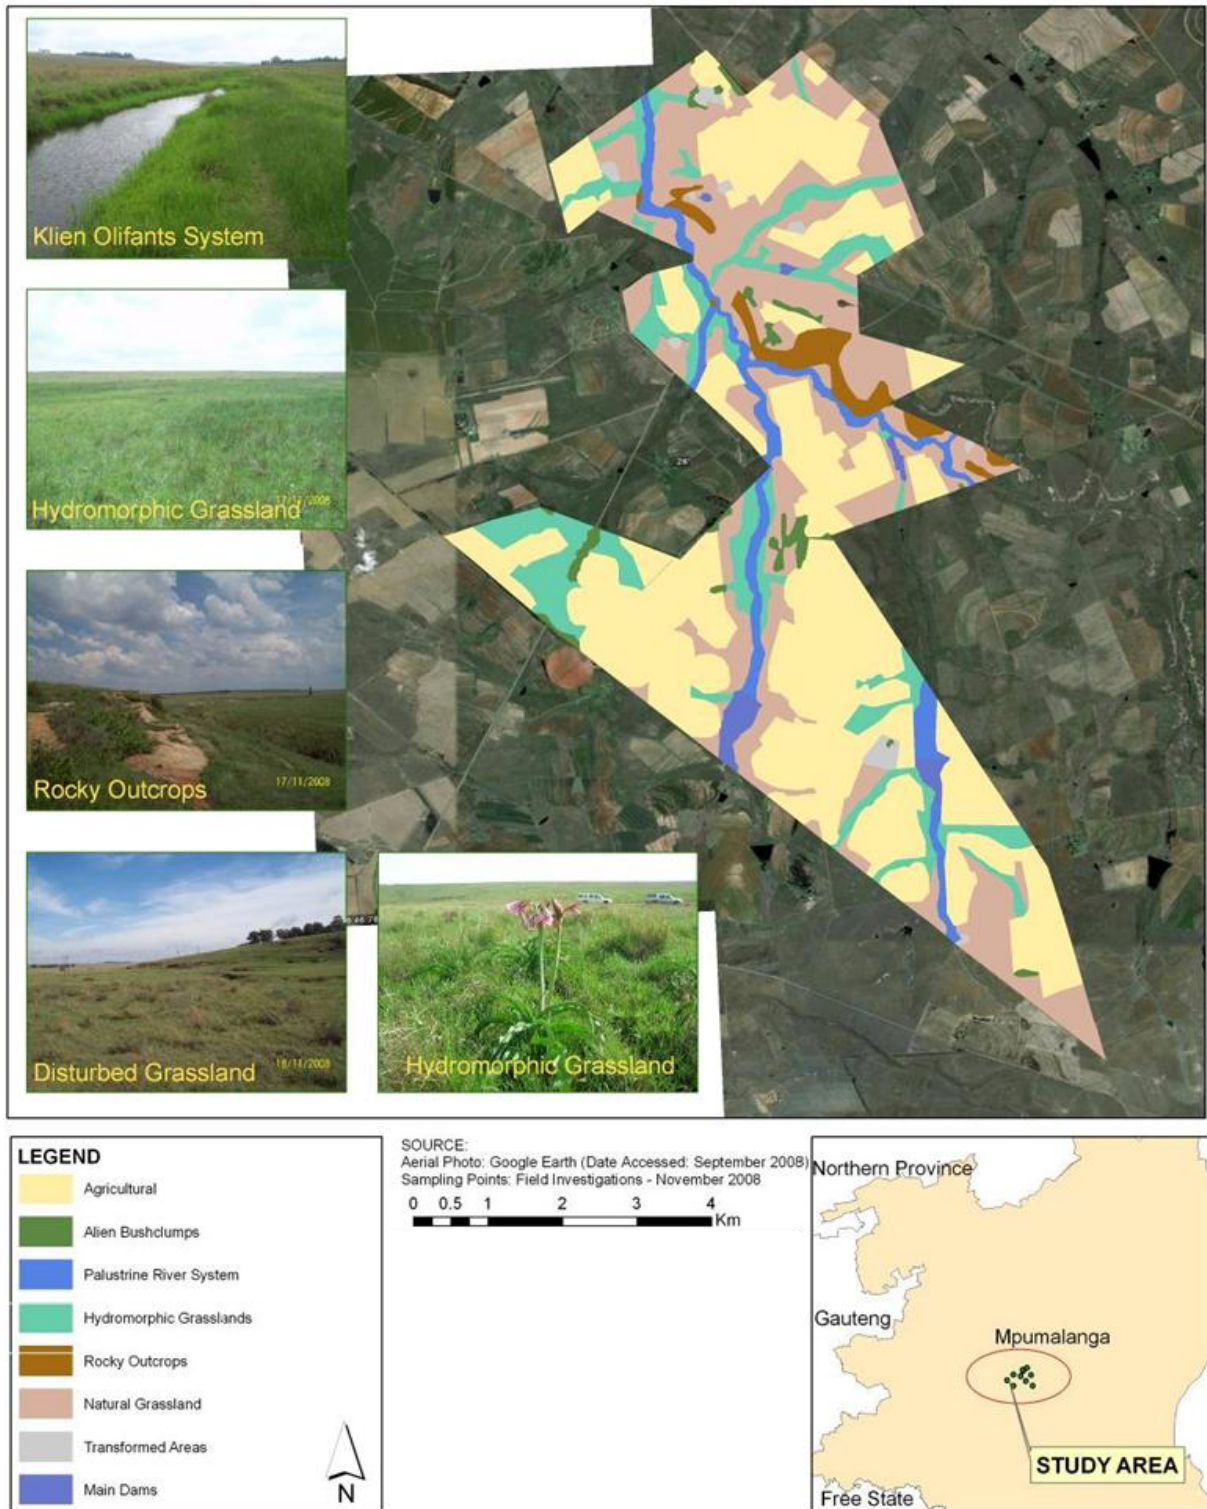 Klien Olifants System
Hydromorphic Grassland
17/11/2008
Rocky Outcrops
17/11/2008
Disturbed Grassland
18/11/2008
Hydromorphic Grassland
LEGEND
Agricultural
Alien Bushclumps
Palustrine River System
Hydromorphic Grasslands
Rocky Outcrops
Natural Grassland
Transformed Areas
Main Dams
N
SOURCE:
Aerial Photo: Google Earth (Date Accessed: September 2008)
Sampling Points: Field Investigations - November 2008
0 0.5 1 2 3 4
Km
Northern Province
Gauteng
Mpumalanga
STUDY AREA
Free State